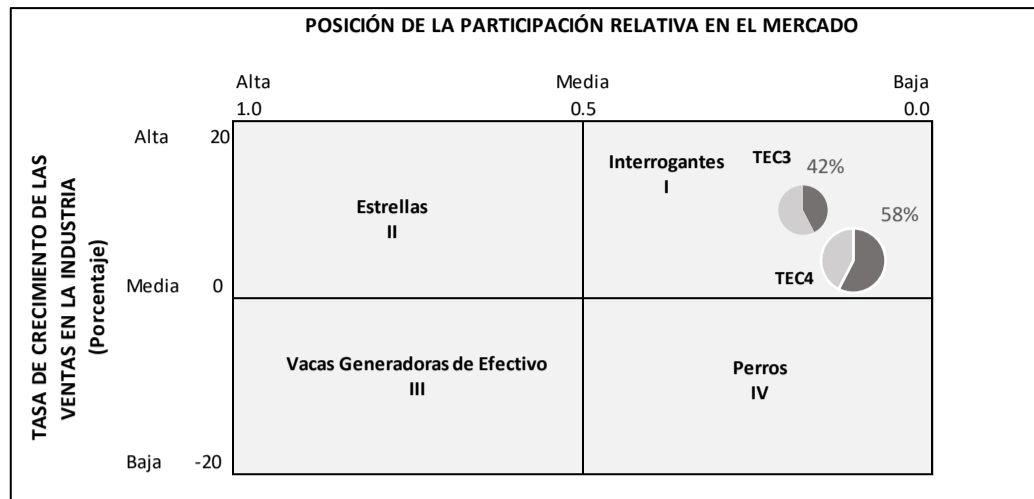 POSICIÓN DE LA PARTICIPACIÓN RELATIVA EN EL MERCADO
Alta Media Baja
1.0 0.5 0.0
TASA DE CRECIMIENTO DE LAS
VENTAS EN LA INDUSTRIA
(Porcentaje)
Alta 20
Media 0
Baja -20
Estrellas
II
Interrogantes
I
TEC3
42%
58%
TEC4
Vacas Generadoras de Efectivo
III
Perros
IV